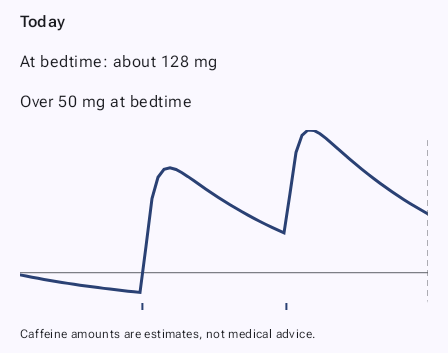 Today
At bedtime: about 128 mg
Over 50 mg at bedtime
Caffeine amounts are estimates, not medical advice.